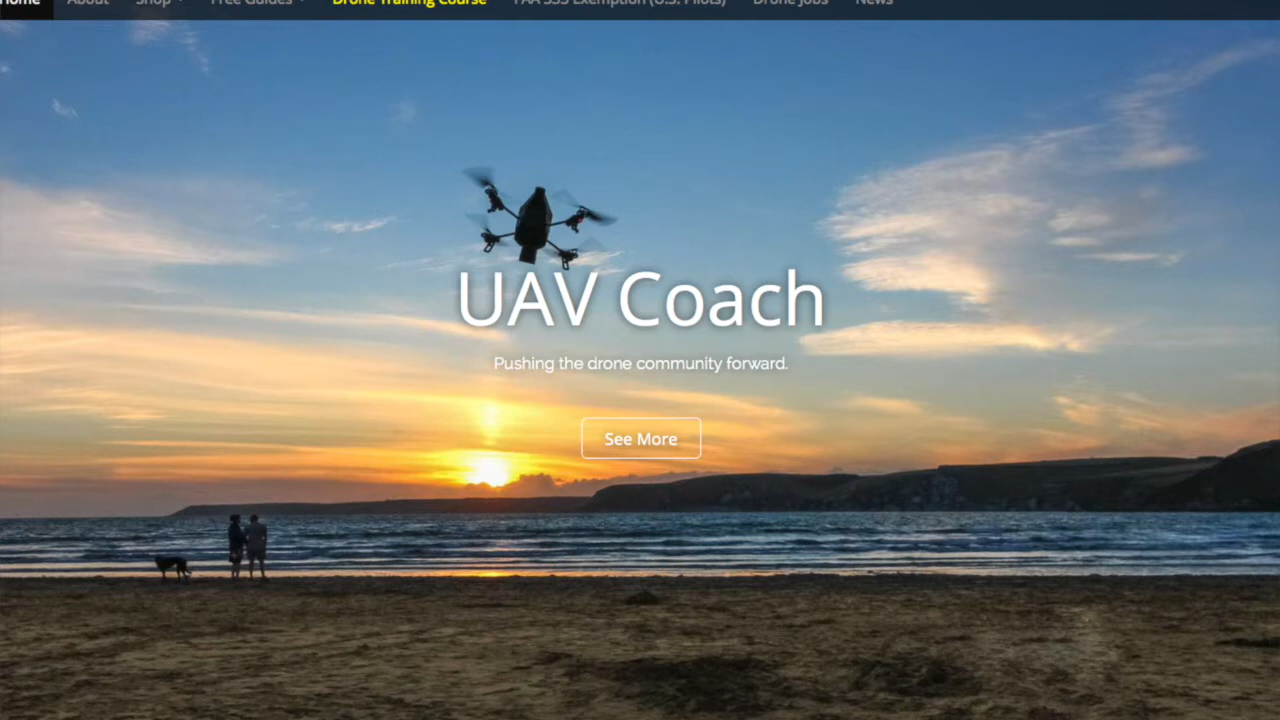 Home About Shop Free Guides Drone Training Course FAA 333 Exemption (U.S. Pilots) Drone Jobs News
UAV Coach
Pushing the drone community forward.
See More